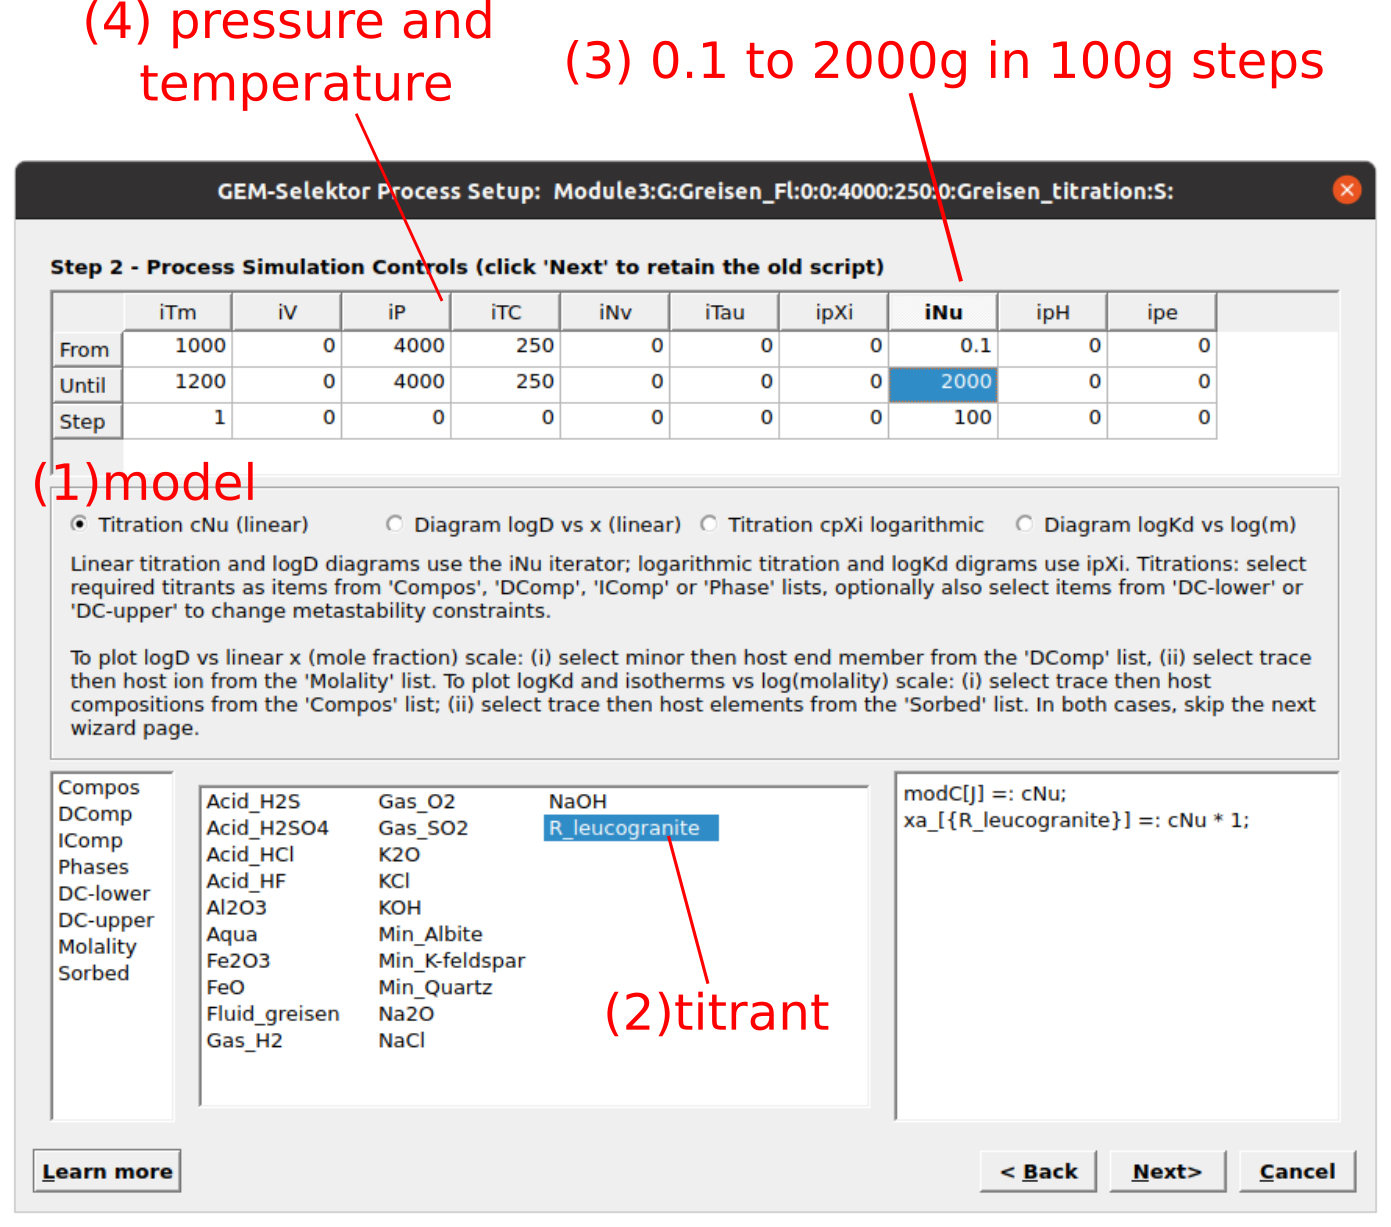 (4) pressure and
temperature
(3) 0.1 to 2000g in 100g steps
GEM-Selektor Process Setup: Module3:G:Greisen_Fl:0:0:4000:250:0:Greisen_titration:S:
Step 2 - Process Simulation Controls (click 'Next' to retain the old script)
iTm iV iP iTC iNv iTau ipXi iNu ipH ipe
From 1000 0 4000 250 0 0 0 0.1 0 0
Until 1200 0 4000 250 0 0 0 2000 0 0
Step 1 0 0 0 0 0 0 100 0 0
(1)model
Titration cNu (linear) Diagram logD vs x (linear) Titration cpXi logarithmic Diagram logKd vs log(m)
Linear titration and logD diagrams use the iNu iterator; logarithmic titration and logKd digrams use ipXi. Titrations: select
required titrants as items from 'Compos', 'DComp', 'IComp' or 'Phase' lists, optionally also select items from 'DC-lower' or
'DC-upper' to change metastability constraints.
To plot logD vs linear x (mole fraction) scale: (i) select minor then host end member from the 'DComp' list, (ii) select trace
then host ion from the 'Molality' list. To plot logKd and isotherms vs log(molality) scale: (i) select trace then host
compositions from the 'Compos' list; (ii) select trace then host elements from the 'Sorbed' list. In both cases, skip the next
wizard page.
Compos
DComp
IComp
Phases
DC-lower
DC-upper
Molality
Sorbed
Acid_H2S Gas_O2 NaOH
Acid_H2SO4 Gas_SO2 R_leucogranite
Acid_HCl K2O
Acid_HF KCl
Al2O3 KOH
Aqua Min_Albite
Fe2O3 Min_K-feldspar
FeO Min_Quartz
Fluid_greisen Na2O
Gas_H2 NaCl
modC[J] =: cNu;
xa_[{R_leucogranite}] =: cNu * 1;
(2)titrant
Learn more < Back Next> Cancel